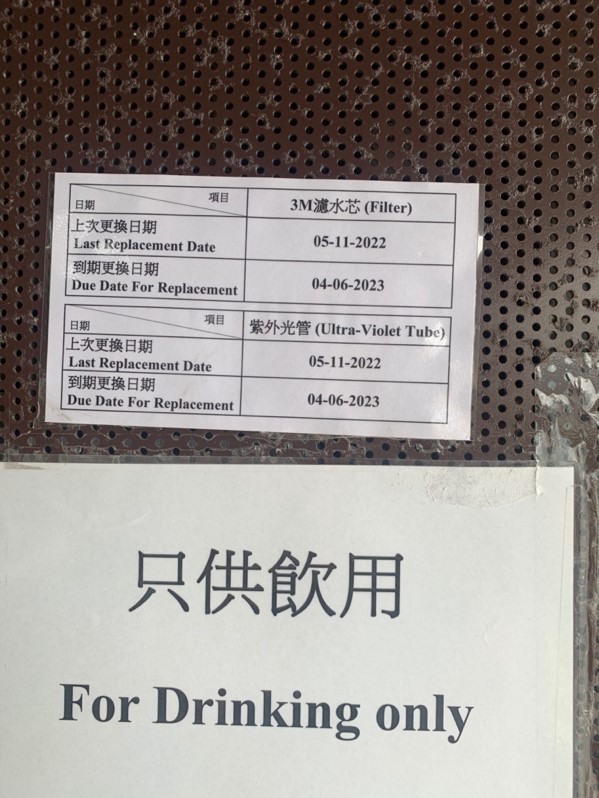 項目
日期
3M濾水芯 (Filter)
上次更換日期
Last Replacement Date
05-11-2022
到期更換日期
Due Date For Replacement
04-06-2023
項目
日期
紫外光管 (Ultra-Violet Tube)
上次更換日期
Last Replacement Date
05-11-2022
到期更換日期
Due Date For Replacement
04-06-2023
只供飲用
For Drinking only